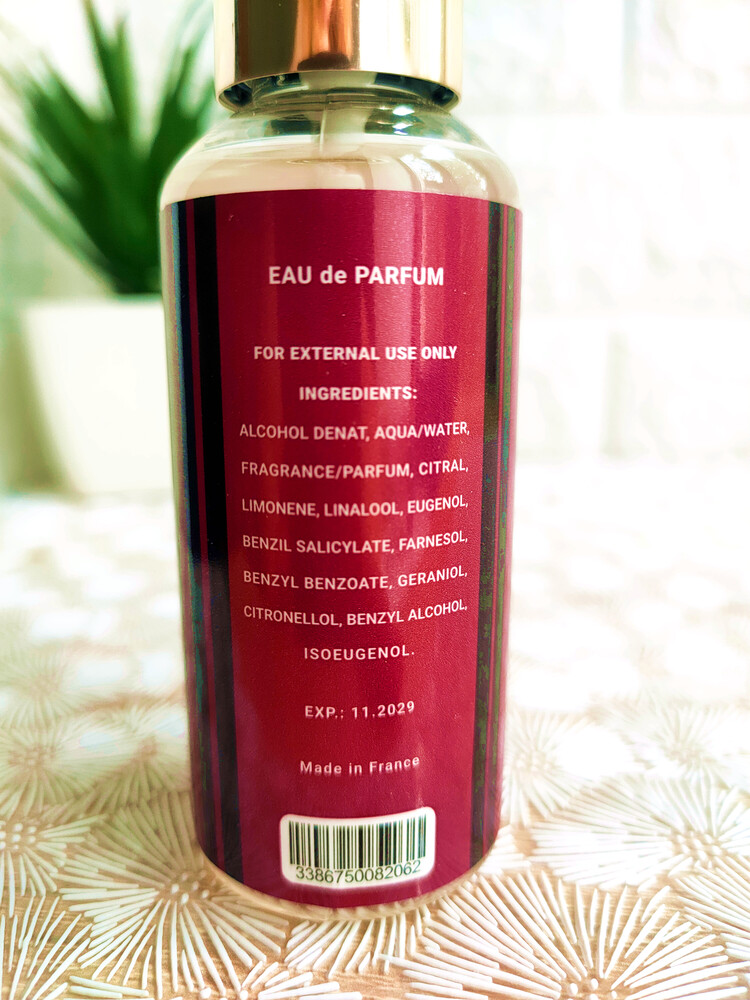 EAU de PARFUM
FOR EXTERNAL USE ONLY
INGREDIENTS:
ALCOHOL DENAT, AQUA/WATER,
FRAGRANCE/PARFUM, CITRAL,
LIMONENE, LINALOOL, EUGENOL,
BENZIL SALICYLATE, FARNESOL,
BENZYL BENZOATE, GERANIOL,
CITRONELLOL, BENZYL ALCOHOL,
ISOEUGENOL.
EXP.: 11.2029
Made in France
3386750082062